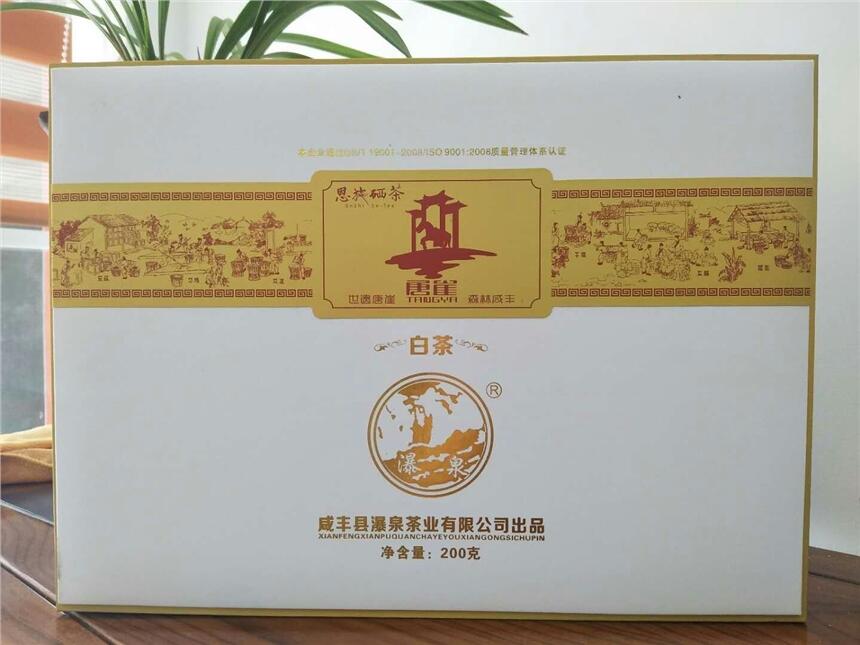 本企业通过GB/T 19001-2008/ISO 9001:2008质量管理体系认证
恩施硒茶
Enshi Se-Tea
唐崖
TANGYA
世遗唐崖
森林咸丰
白茶
®
瀑泉
咸丰县瀑泉茶业有限公司出品
XIANFENGXIANPUQUANCHAYEYOUXIANGONGSICHUPIN
净含量：200克